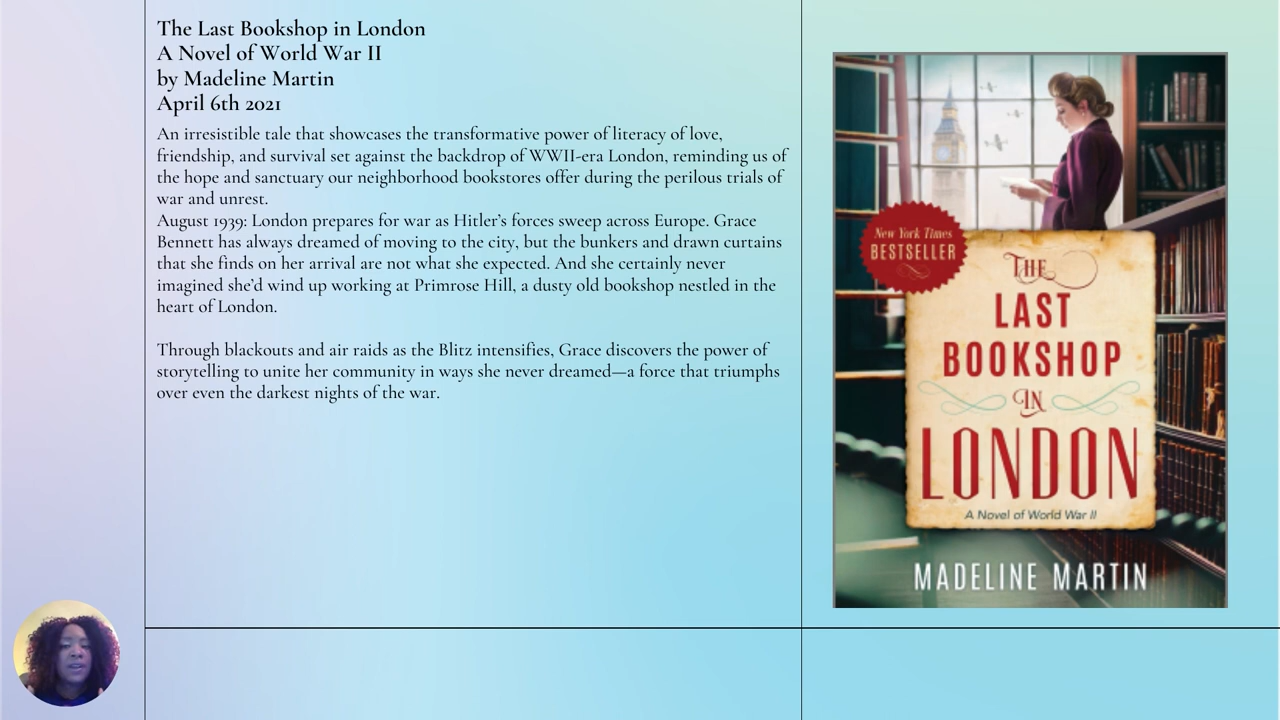 The Last Bookshop in London
A Novel of World War II
by Madeline Martin
April 6th 2021
An irresistible tale that showcases the transformative power of literacy of love,
friendship, and survival set against the backdrop of WWII-era London, reminding us of
the hope and sanctuary our neighborhood bookstores offer during the perilous trials of
war and unrest.
August 1939: London prepares for war as Hitler’s forces sweep across Europe. Grace
Bennett has always dreamed of moving to the city, but the bunkers and drawn curtains
that she finds on her arrival are not what she expected. And she certainly never
imagined she’d wind up working at Primrose Hill, a dusty old bookshop nestled in the
heart of London.
Through blackouts and air raids as the Blitz intensifies, Grace discovers the power of
storytelling to unite her community in ways she never dreamed—a force that triumphs
over even the darkest nights of the war.
New York Times
BESTSELLER
THE
LAST
BOOKSHOP
IN
LONDON
A Novel of World War II
MADELINE MARTIN